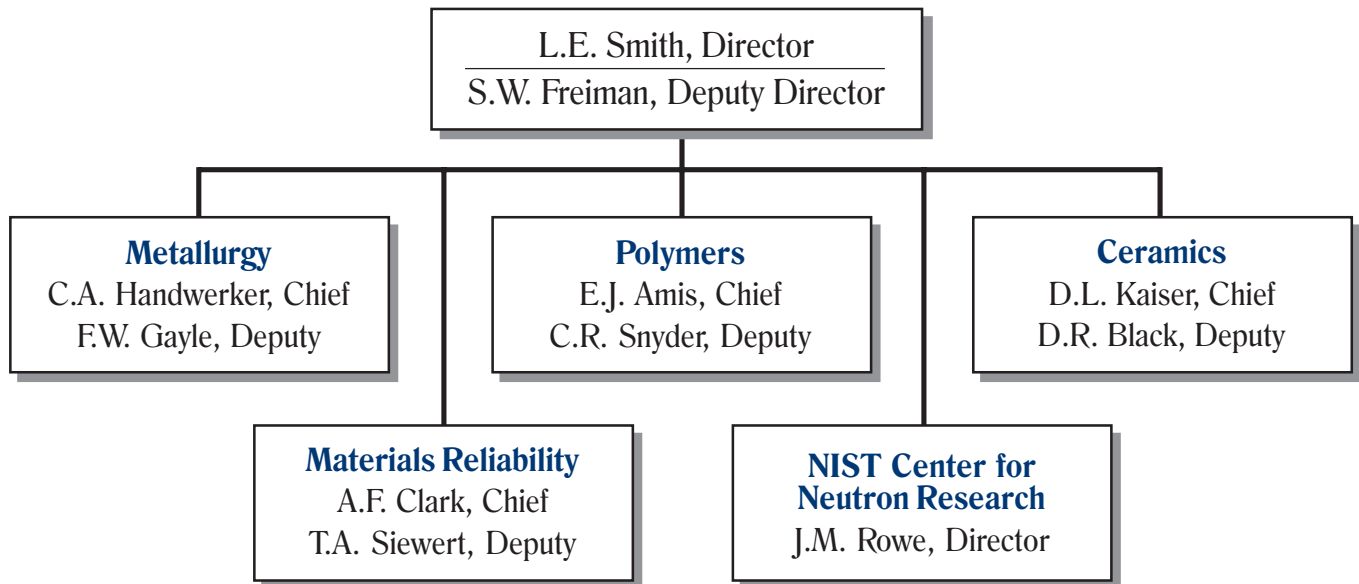 L.E. Smith, Director
S.W. Freiman, Deputy Director
Metallurgy
C.A. Handwerker, Chief
F.W. Gayle, Deputy
Polymers
E.J. Amis, Chief
C.R. Snyder, Deputy
Ceramics
D.L. Kaiser, Chief
D.R. Black, Deputy
Materials Reliability
A.F. Clark, Chief
T.A. Siewert, Deputy
NIST Center for
Neutron Research
J.M. Rowe, Director